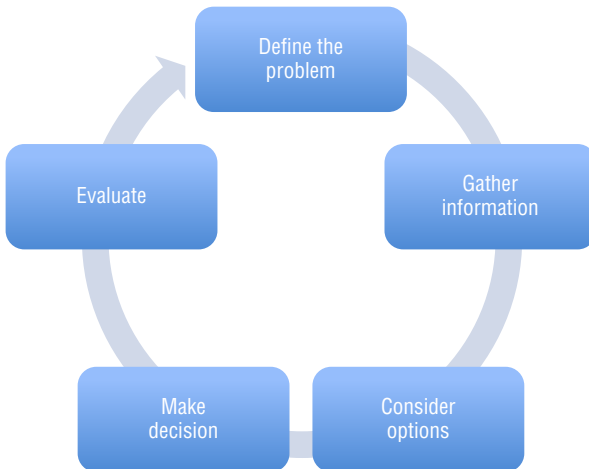 Define the
problem
Gather
information
Consider
options
Make
decision
Evaluate